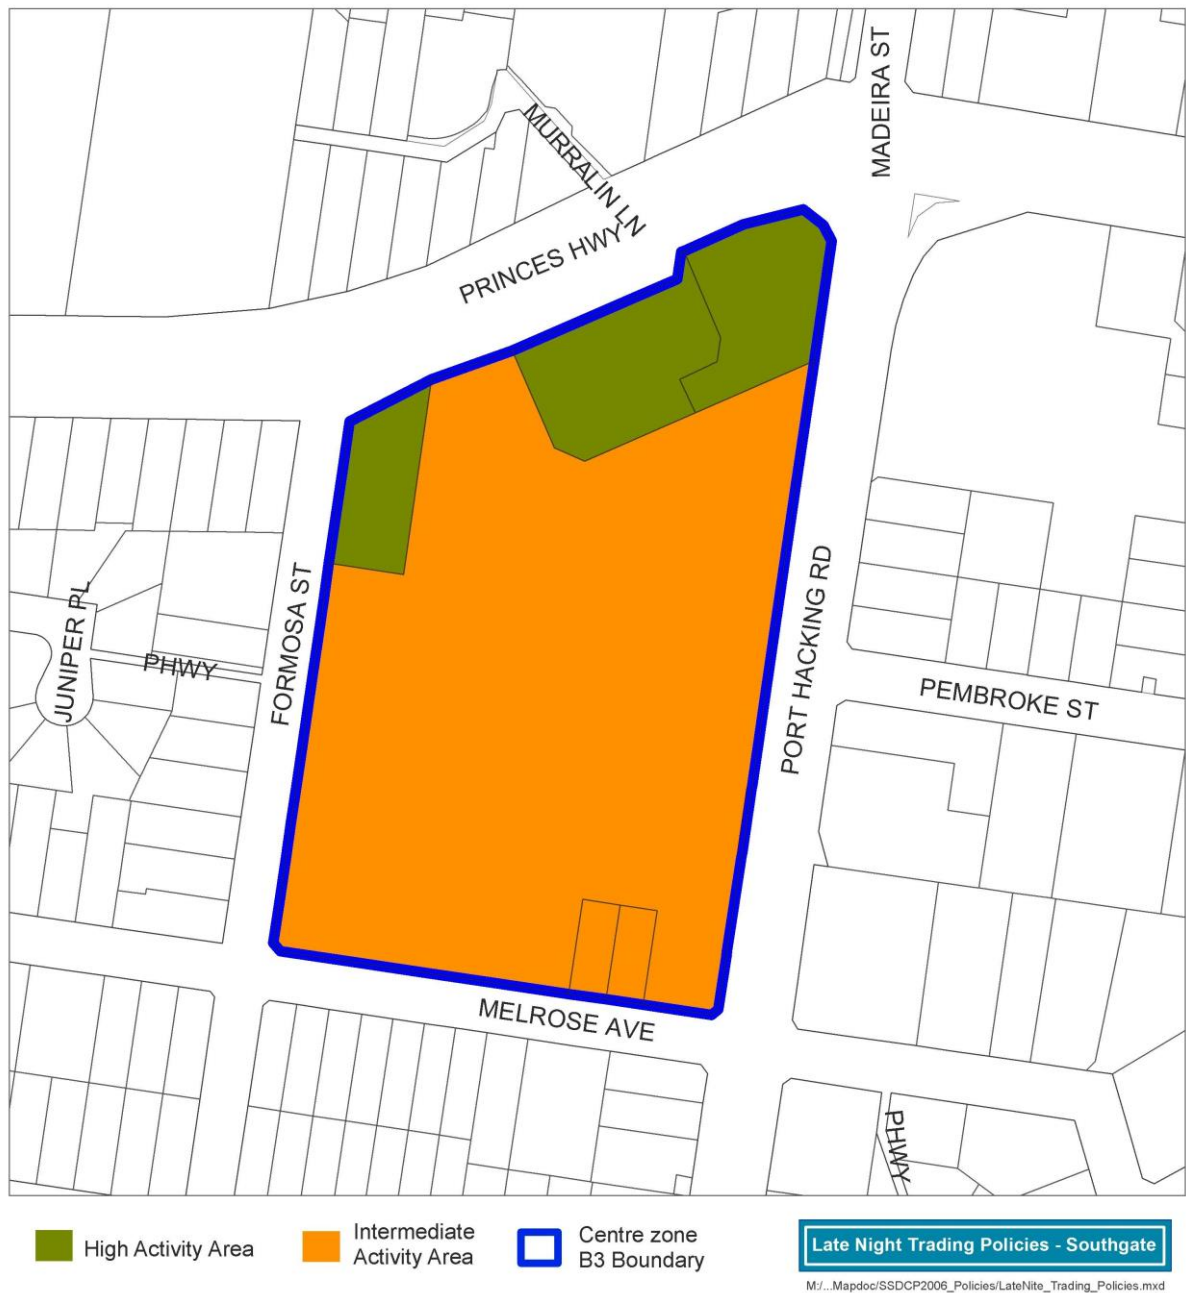 MADEIRA ST
MURRALIN LN
PRINCES HWY
JUNIPER PL
PHWY
FORMOSA ST
PORT HACKING RD
PEMBROKE ST
MELROSE AVE
PHWY
High Activity Area
Intermediate
Activity Area
Centre zone
B3 Boundary
Late Night Trading Policies - Southgate
M:/...Mapdoc/SSDCP2006_Policies/LateNite_Trading_Policies.mxd